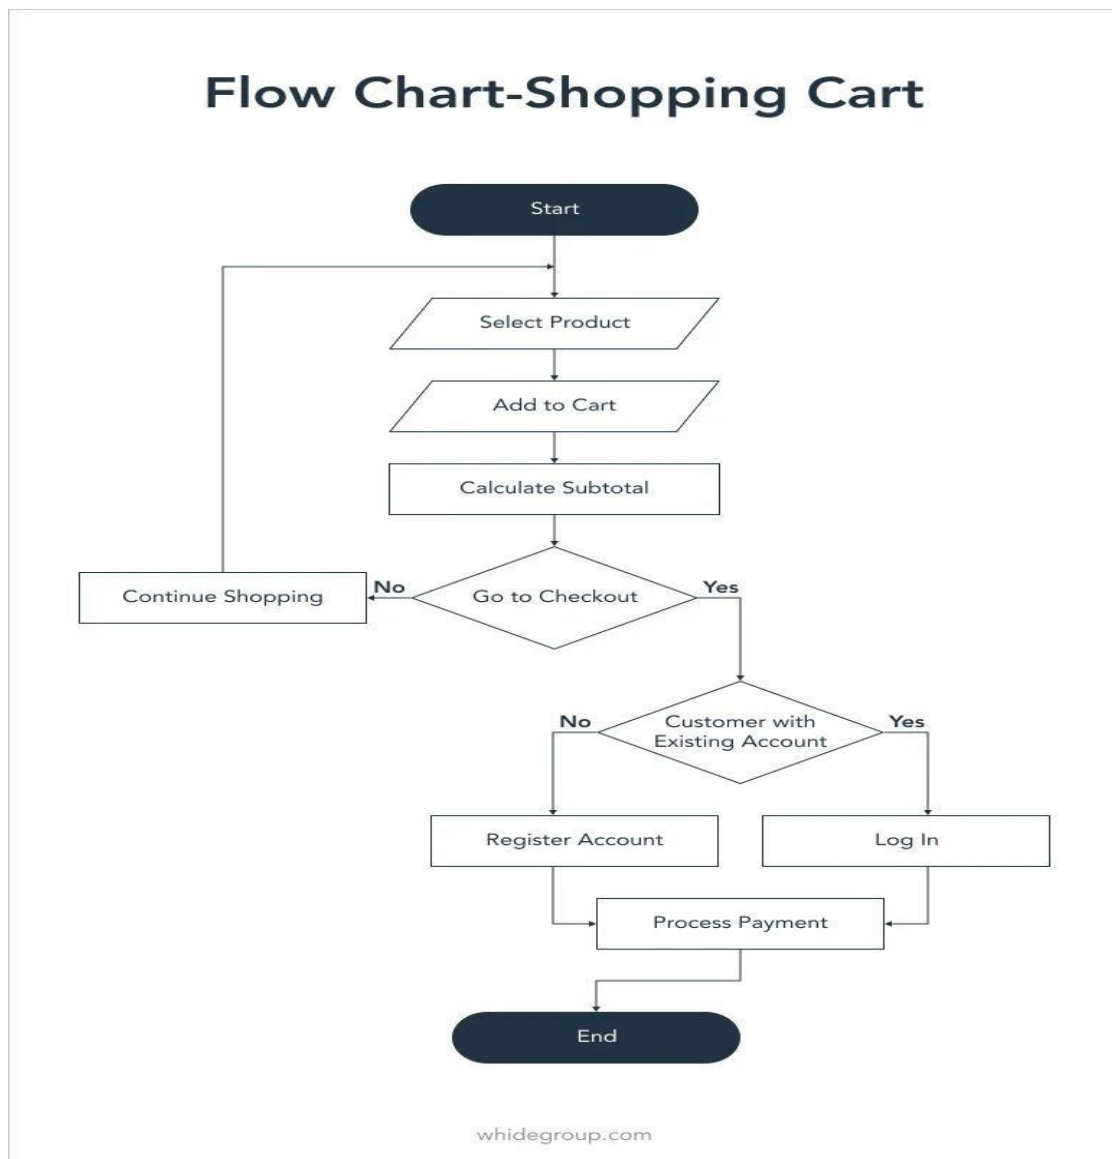 Flow Chart-Shopping Cart
Start
Select Product
Add to Cart
Calculate Subtotal
Continue Shopping
No
Go to Checkout
Yes
No
Customer with
Existing Account
Yes
Register Account
Log In
Process Payment
End
whidegroup.com